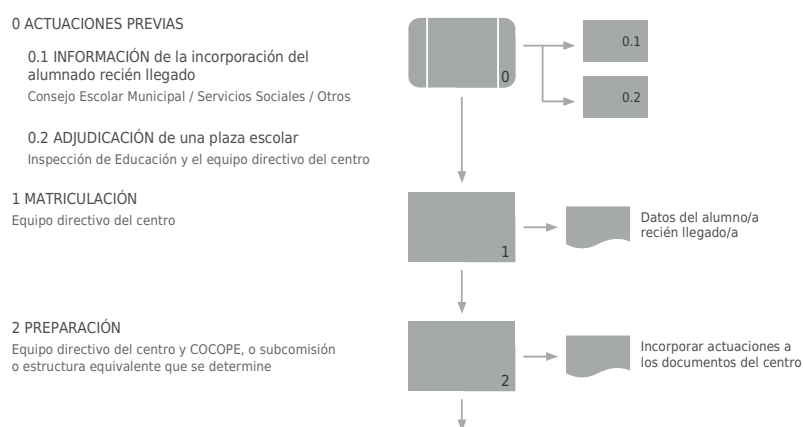 0 ACTUACIONES PREVIAS
0.1 INFORMACIÓN de la incorporación del
alumnado recién llegado
Consejo Escolar Municipal / Servicios Sociales / Otros
0.2 ADJUDICACIÓN de una plaza escolar
Inspección de Educación y el equipo directivo del centro
0
0.1
0.2
1 MATRICULACIÓN
Equipo directivo del centro
1
Datos del alumno/a
recién llegado/a
2 PREPARACIÓN
Equipo directivo del centro y COCOPE, o subcomisión
o estructura equivalente que se determine
2
Incorporar actuaciones a
los documentos del centro